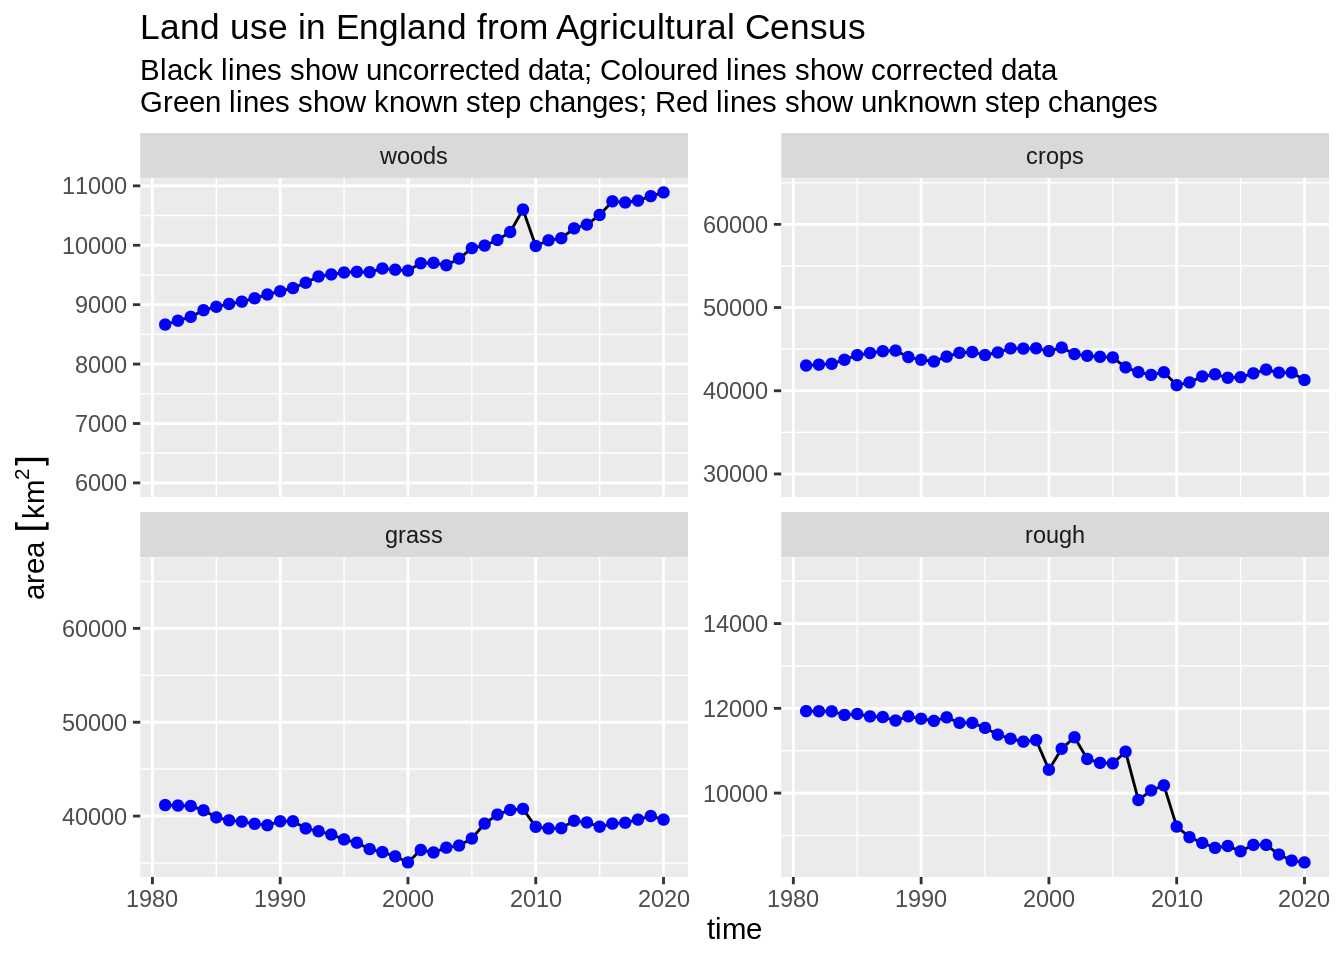 Land use in England from Agricultural Census
Black lines show uncorrected data; Coloured lines show corrected data
Green lines show known step changes; Red lines show unknown step changes
woods
crops
11000
10000
9000
8000
7000
6000
60000
50000
40000
30000
area [km²]
grass
rough
60000
50000
40000
14000
12000
10000
1980 1990 2000 2010 2020
1980 1990 2000 2010 2020
time